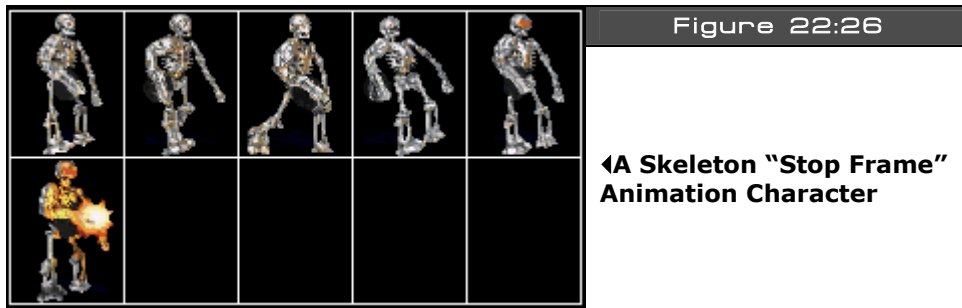 Figure 22:26
◀A Skeleton “Stop Frame”
Animation Character